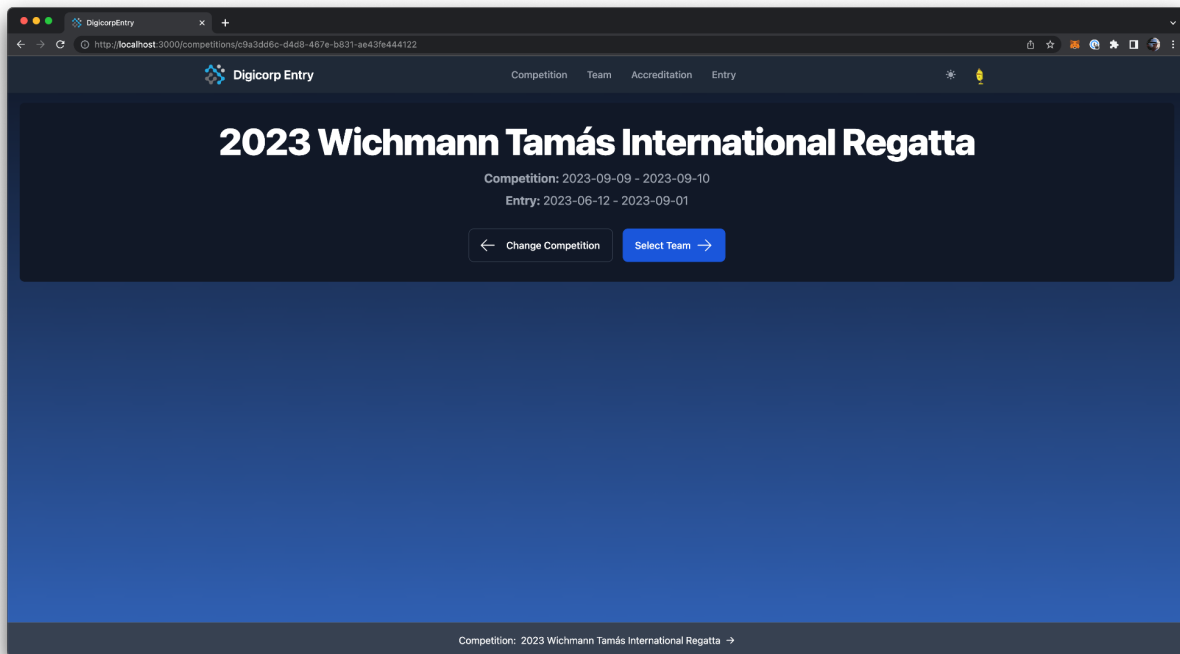 DigicorpEntry
http://localhost:3000/competitions/c9a3dd6c-d4d8-467e-b831-ae43fe444122
Digicorp Entry
Competition Team Accreditation Entry
2023 Wichmann Tamás International Regatta
Competition: 2023-09-09 - 2023-09-10
Entry: 2023-06-12 - 2023-09-01
← Change Competition Select Team →
Competition: 2023 Wichmann Tamás International Regatta →